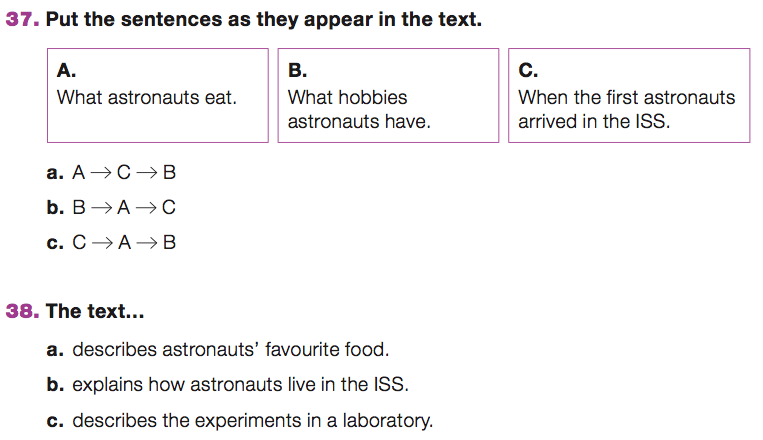 37. Put the sentences as they appear in the text.
A.
What astronauts eat.
B.
What hobbies
astronauts have.
C.
When the first astronauts
arrived in the ISS.
a. A → C → B
b. B → A → C
c. C → A → B
38. The text...
a. describes astronauts’ favourite food.
b. explains how astronauts live in the ISS.
c. describes the experiments in a laboratory.